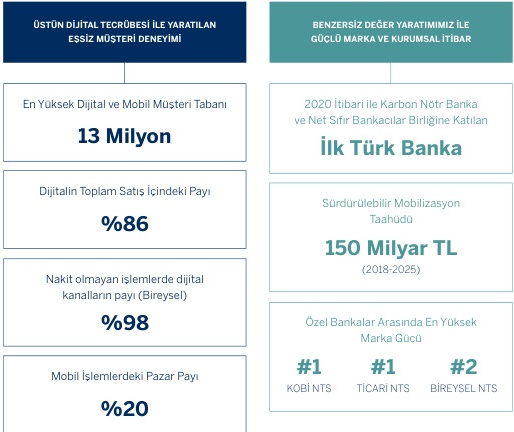 ÜSTÜN DİJİTAL TECRÜBESİ İLE YARATILAN
EŞSİZ MÜŞTERİ DENEYİMİ
En Yüksek Dijital ve Mobil Müşteri Tabanı
13 Milyon
Dijitalin Toplam Satış İçindeki Payı
%86
Nakit olmayan işlemlerde dijital
kanalların payı (Bireysel)
%98
Mobil İşlemlerdeki Pazar Payı
%20
BENZERSİZ DEĞER YARATIMIMIZ İLE
GÜÇLÜ MARKA VE KURUMSAL İTİBAR
2020 İtibari ile Karbon Nötr Banka
ve Net Sıfır Bankacılar Birliğine Katılan
İlk Türk Banka
Sürdürülebilir Mobilizasyon
Taahüdü
150 Milyar TL
(2018-2025)
Özel Bankalar Arasında En Yüksek
Marka Gücü
#1 #1 #2
KOBİ NTS TİCARİ NTS BİREYSEL NTS